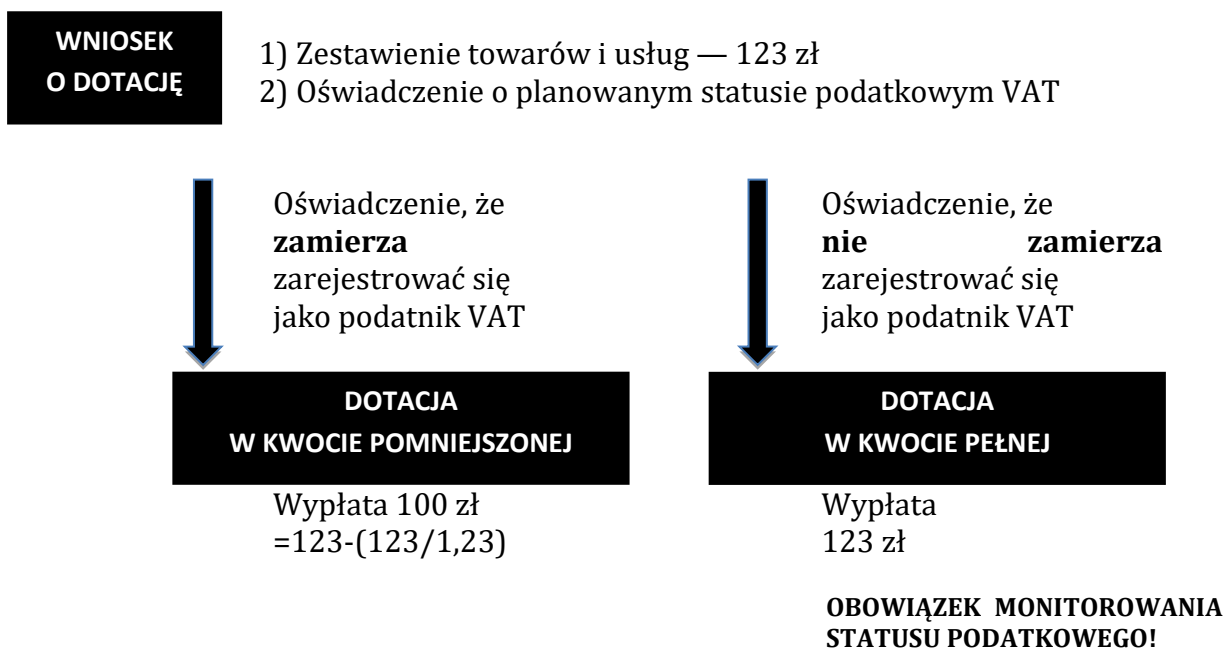 WNIOSEK
O DOTACJĘ
1) Zestawienie towarów i usług — 123 zł
2) Oświadczenie o planowanym statusie podatkowym VAT
Oświadczenie, że
zamierza
zarejestrować się
jako podatnik VAT
DOTACJA
W KWOCIE POMNIEJSZONEJ
Wypłata 100 zł
=123-(123/1,23)
Oświadczenie, że
nie zamierza
zarejestrować się
jako podatnik VAT
DOTACJA
W KWOCIE PEŁNEJ
Wypłata
123 zł
OBOWIĄZEK MONITOROWANIA
STATUSU PODATKOWEGO!